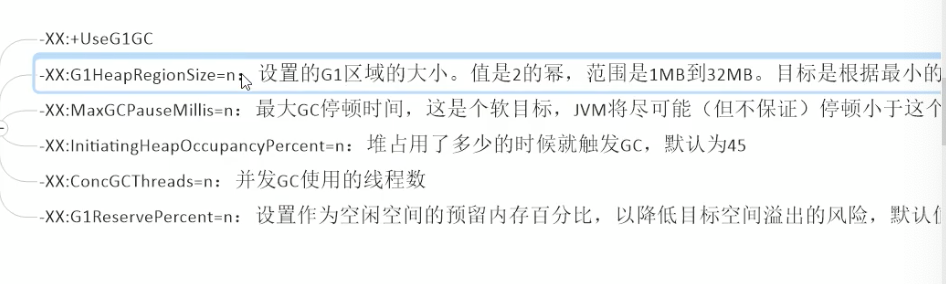 -XX:+UseG1GC
-XX:G1HeapRegionSize=n：设置的G1区域的大小。值是2的幂，范围是1MB到32MB。目标是根据最小的
-XX:MaxGCPauseMillis=n：最大GC停顿时间，这是个软目标，JVM将尽可能（但不保证）停顿小于这个
-XX:InitiatingHeapOccupancyPercent=n：堆占用了多少的时候就触发GC，默认为45
-XX:ConcGCThreads=n：并发GC使用的线程数
-XX:G1ReservePercent=n：设置作为空闲空间的预留内存百分比，以降低目标空间溢出的风险，默认